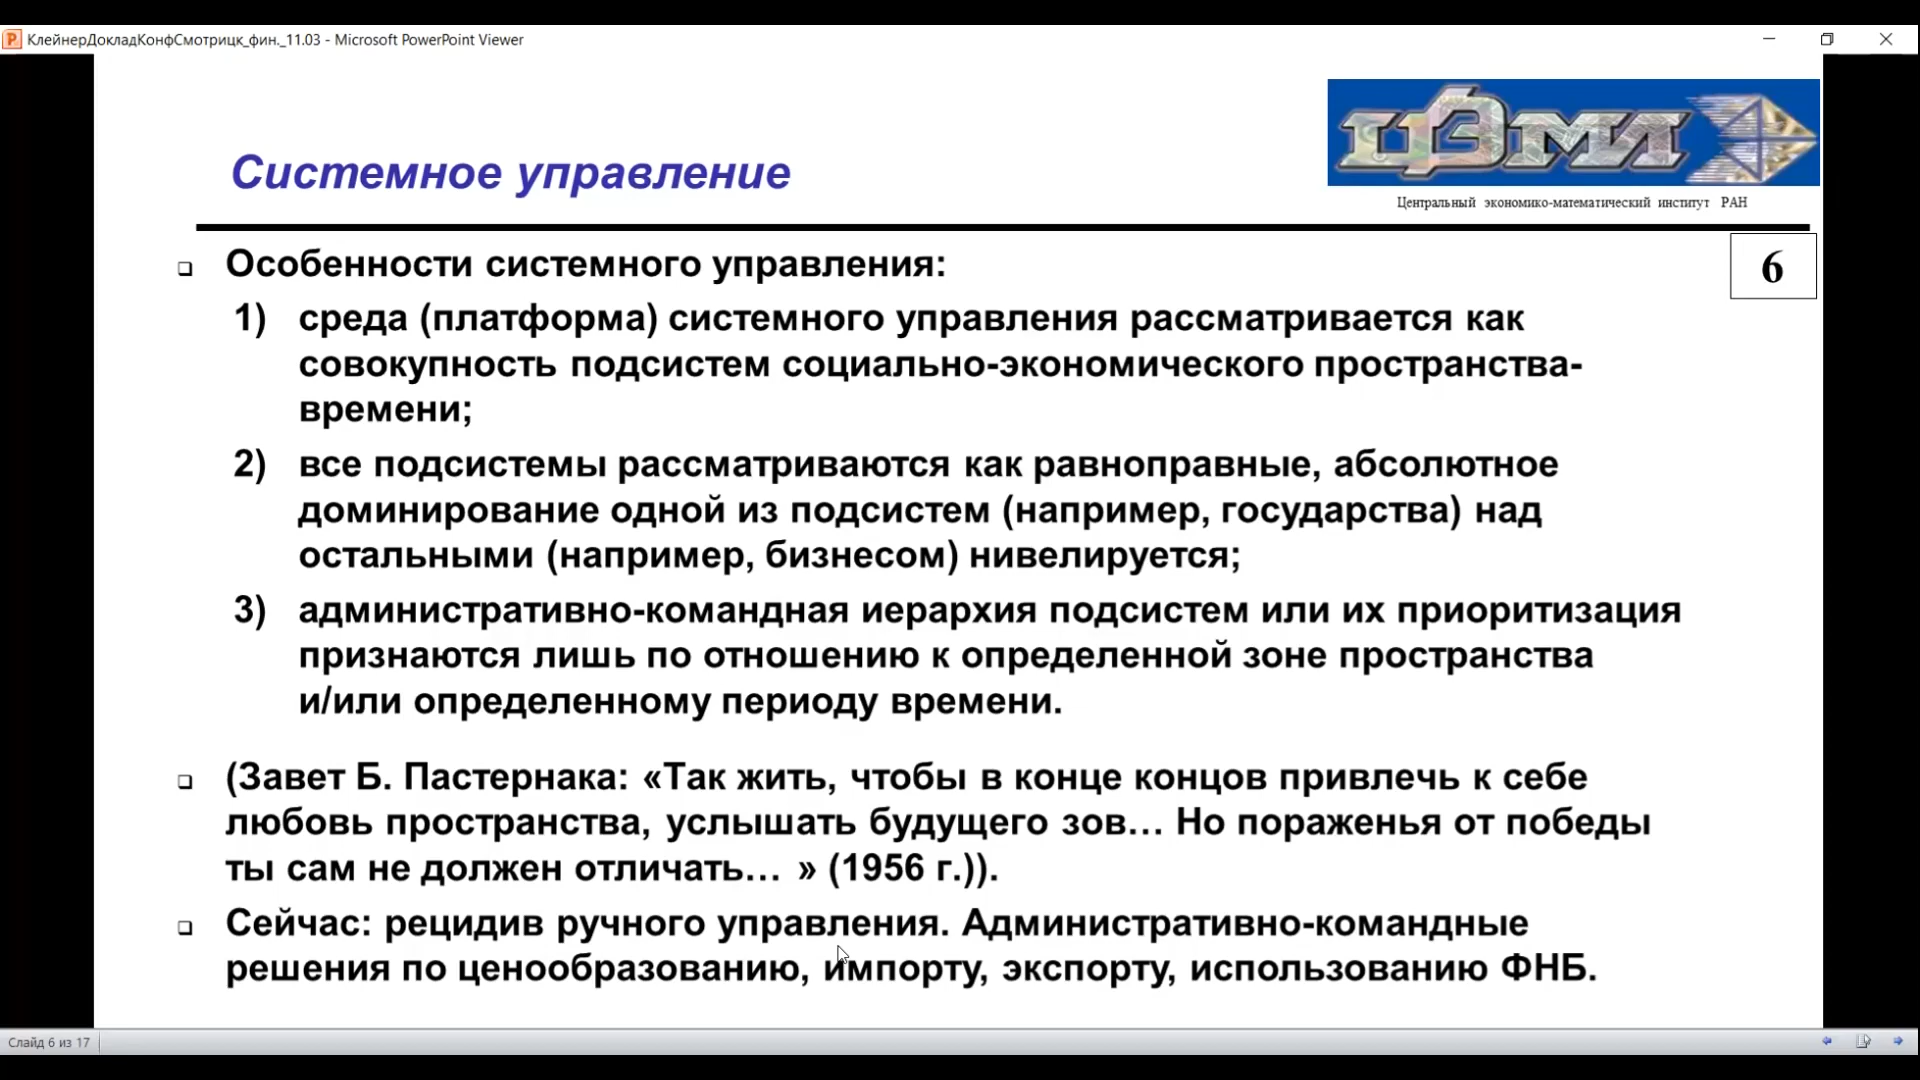 КлейнерДокладКонфСмотрицк_фин._11.03 - Microsoft PowerPoint Viewer
ЦЭМИ
Центральный экономико-математический институт РАН
Системное управление
6
❑ Особенности системного управления:
1) среда (платформа) системного управления рассматривается как
совокупность подсистем социально-экономического пространства-
времени;
2) все подсистемы рассматриваются как равноправные, абсолютное
доминирование одной из подсистем (например, государства) над
остальными (например, бизнесом) нивелируется;
3) административно-командная иерархия подсистем или их приоритизация
признаются лишь по отношению к определенной зоне пространства
и/или определенному периоду времени.
❑ (Завет Б. Пастернака: «Так жить, чтобы в конце концов привлечь к себе
любовь пространства, услышать будущего зов… Но пораженья от победы
ты сам не должен отличать… » (1956 г.)).
❑ Сейчас: рецидив ручного управления. Административно-командные
решения по ценообразованию, импорту, экспорту, использованию ФНБ.
Слайд 6 из 17